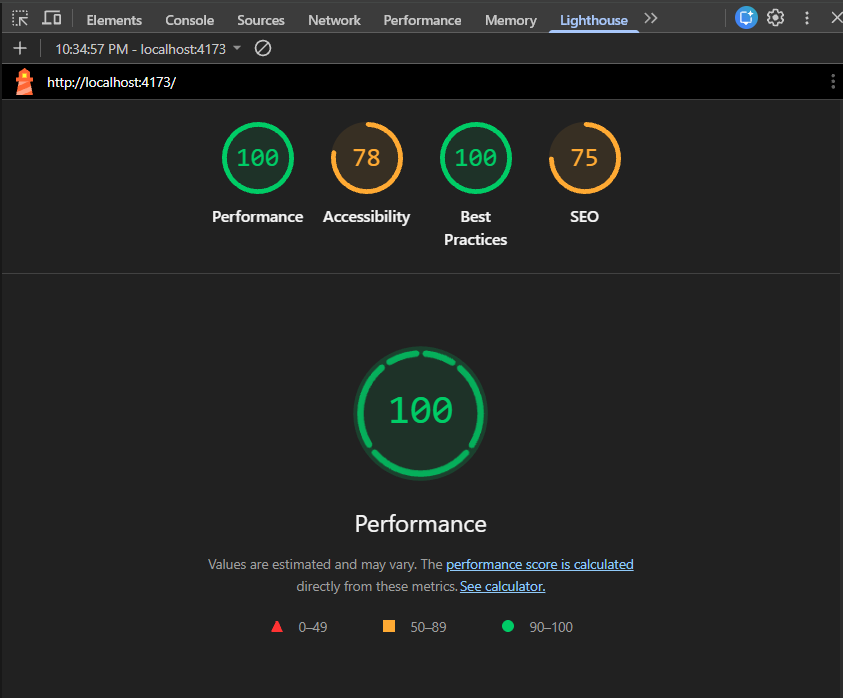 Elements Console Sources Network Performance Memory Lighthouse
10:34:57 PM - localhost:4173
http://localhost:4173/
100 78 100 75
Performance Accessibility Best Practices SEO
100
Performance
Values are estimated and may vary. The performance score is calculated
directly from these metrics. See calculator.
0–49 50–89 90–100